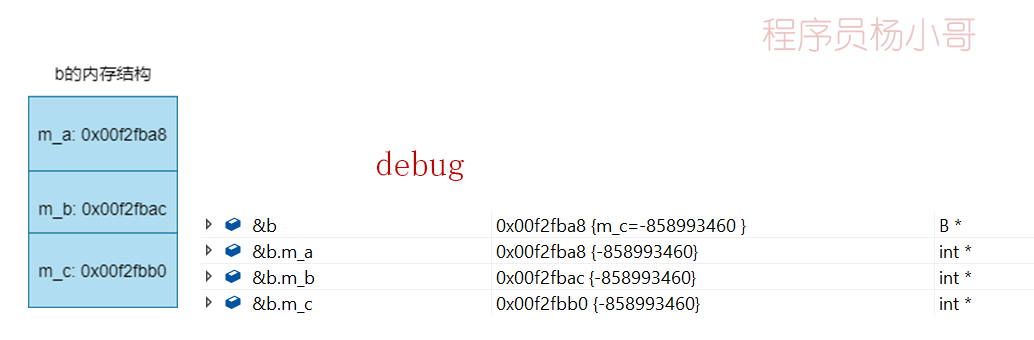 程序员杨小哥
b的内存结构
m_a: 0x00f2fba8
m_b: 0x00f2fbac
m_c: 0x00f2fbb0
debug
&b 0x00f2fba8 {m_c=-858993460 } B *
&b.m_a 0x00f2fba8 {-858993460} int *
&b.m_b 0x00f2fbac {-858993460} int *
&b.m_c 0x00f2fbb0 {-858993460} int *